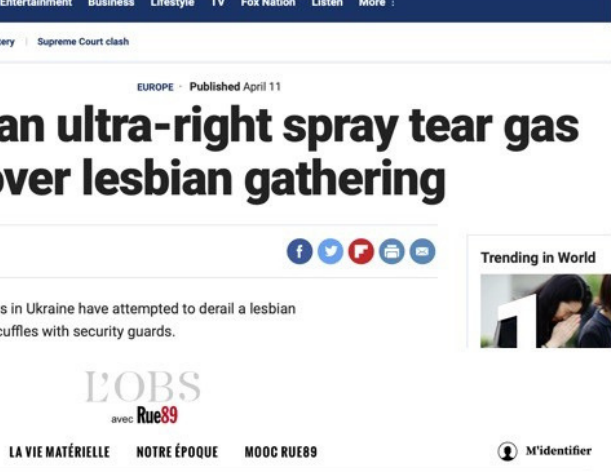 Entertainment Business Lifestyle TV Fox Nation Listen More :
ery | Supreme Court clash
EUROPE · Published April 11
an ultra-right spray tear gas
over lesbian gathering
Trending in World
s in Ukraine have attempted to derail a lesbian
cuffles with security guards.
1
L'OBS
avec Rue89
LA VIE MATÉRIELLE NOTRE ÉPOQUE MOOC RUE89 M'identifier